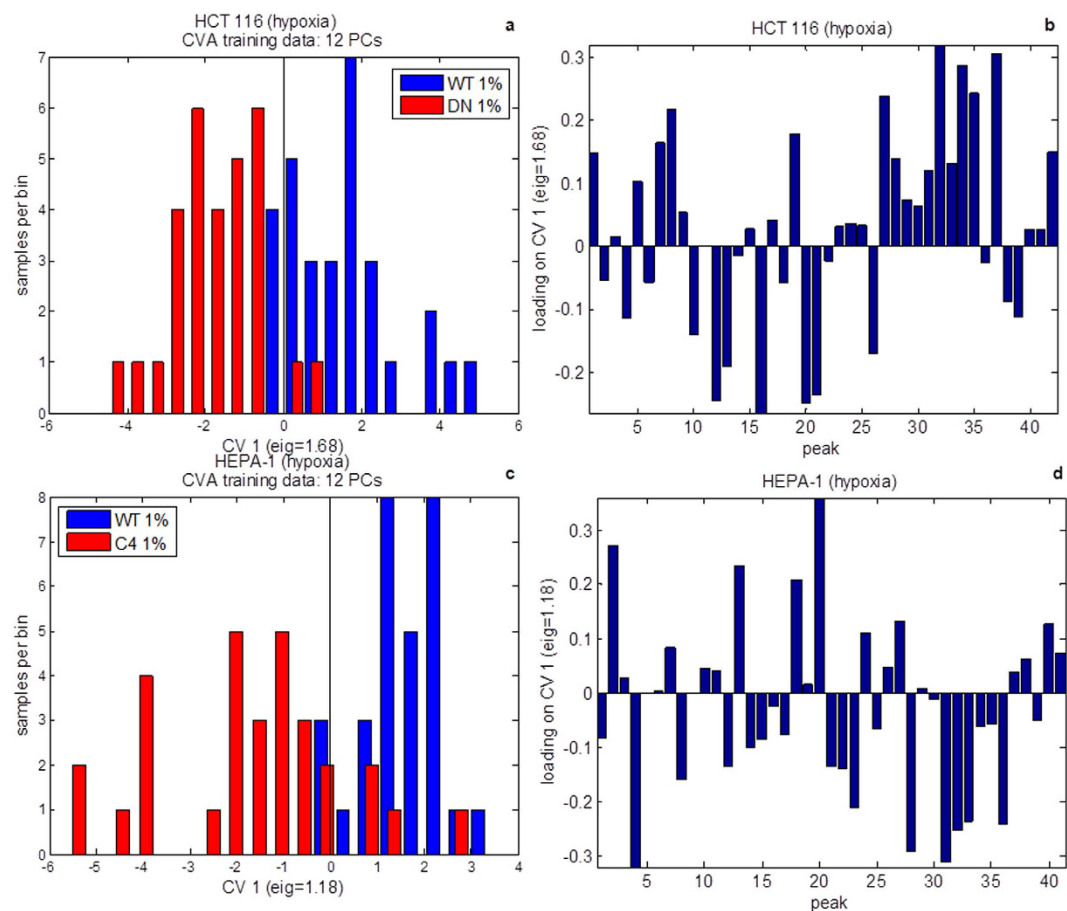 HCT 116 (hypoxia)
CVA training data: 12 PCs
a
7
6
5
4
3
2
1
0
samples per bin
WT 1%
DN 1%
-6 -4 -2 0 2 4 6
CV 1 (eig=1.68)
b
HCT 116 (hypoxia)
0.3
0.2
0.1
0
-0.1
-0.2
loading on CV 1 (eig=1.68)
5 10 15 20 25 30 35 40
peak
HEPA-1 (hypoxia)
CVA training data: 12 PCs
c
8
7
6
5
4
3
2
1
0
samples per bin
WT 1%
C4 1%
-6 -5 -4 -3 -2 -1 0 1 2 3 4
CV 1 (eig=1.18)
HEPA-1 (hypoxia)
d
0.3
0.2
0.1
0
-0.1
-0.2
-0.3
loading on CV 1 (eig=1.18)
5 10 15 20 25 30 35 40
peak